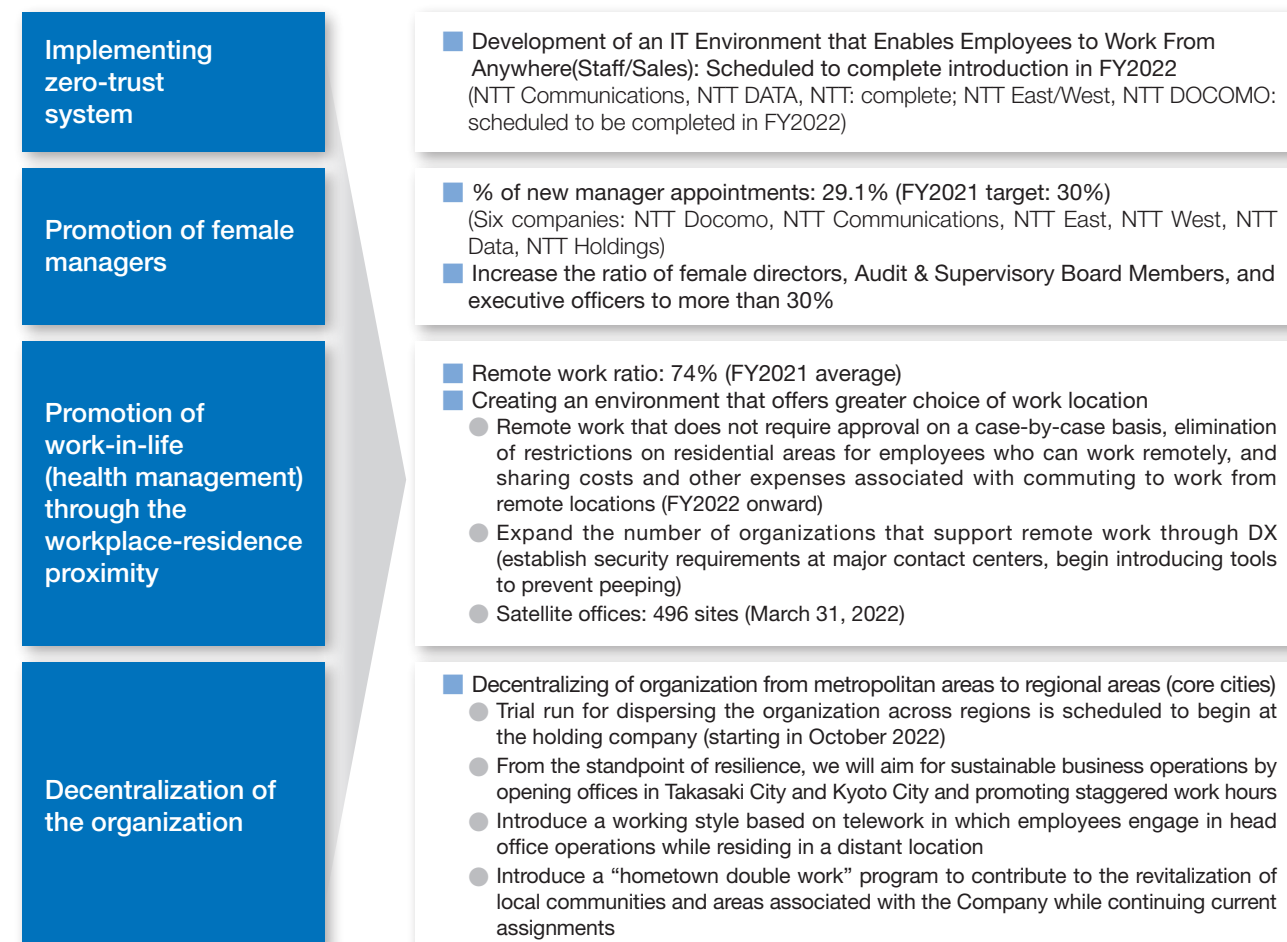 Implementing
zero-trust
system
Development of an IT Environment that Enables Employees to Work From
Anywhere(Staff/Sales): Scheduled to complete introduction in FY2022
(NTT Communications, NTT DATA, NTT: complete; NTT East/West, NTT DOCOMO:
scheduled to be completed in FY2022)
Promotion of female
managers
% of new manager appointments: 29.1% (FY2021 target: 30%)
(Six companies: NTT Docomo, NTT Communications, NTT East, NTT West, NTT
Data, NTT Holdings)
Increase the ratio of female directors, Audit & Supervisory Board Members, and
executive officers to more than 30%
Promotion of
work-in-life
(health management)
through the
workplace-residence
proximity
Remote work ratio: 74% (FY2021 average)
Creating an environment that offers greater choice of work location
Remote work that does not require approval on a case-by-case basis, elimination
of restrictions on residential areas for employees who can work remotely, and
sharing costs and other expenses associated with commuting to work from
remote locations (FY2022 onward)
Expand the number of organizations that support remote work through DX
(establish security requirements at major contact centers, begin introducing tools
to prevent peeping)
Satellite offices: 496 sites (March 31, 2022)
Decentralization of
the organization
Decentralizing of organization from metropolitan areas to regional areas (core cities)
Trial run for dispersing the organization across regions is scheduled to begin at
the holding company (starting in October 2022)
From the standpoint of resilience, we will aim for sustainable business operations by
opening offices in Takasaki City and Kyoto City and promoting staggered work hours
Introduce a working style based on telework in which employees engage in head
office operations while residing in a distant location
Introduce a “hometown double work” program to contribute to the revitalization of
local communities and areas associated with the Company while continuing current
assignments